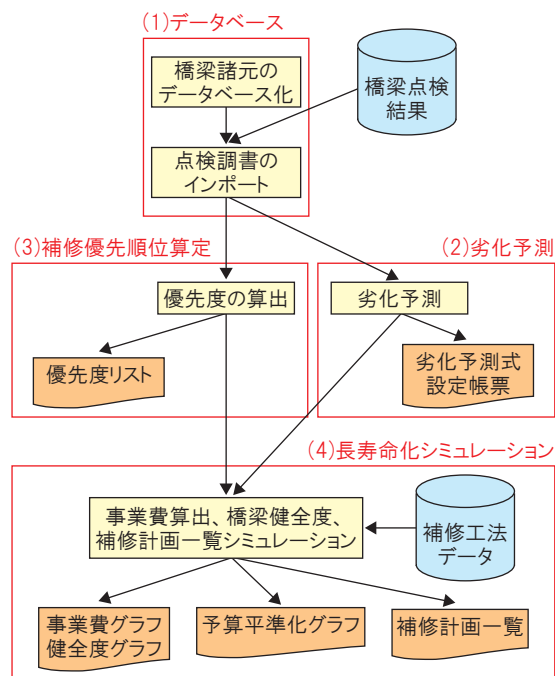 (1)データベース
橋梁諸元の
データベース化
橋梁点検
結果
点検調書の
インポート
(3)補修優先順位算定
(2)劣化予測
優先度の算出
劣化予測
優先度リスト
劣化予測式
設定帳票
(4)長寿命化シミュレーション
事業費算出、橋梁健全度、
補修計画一覧シミュレーション
補修工法
データ
事業費グラフ
健全度グラフ
予算平準化グラフ
補修計画一覧